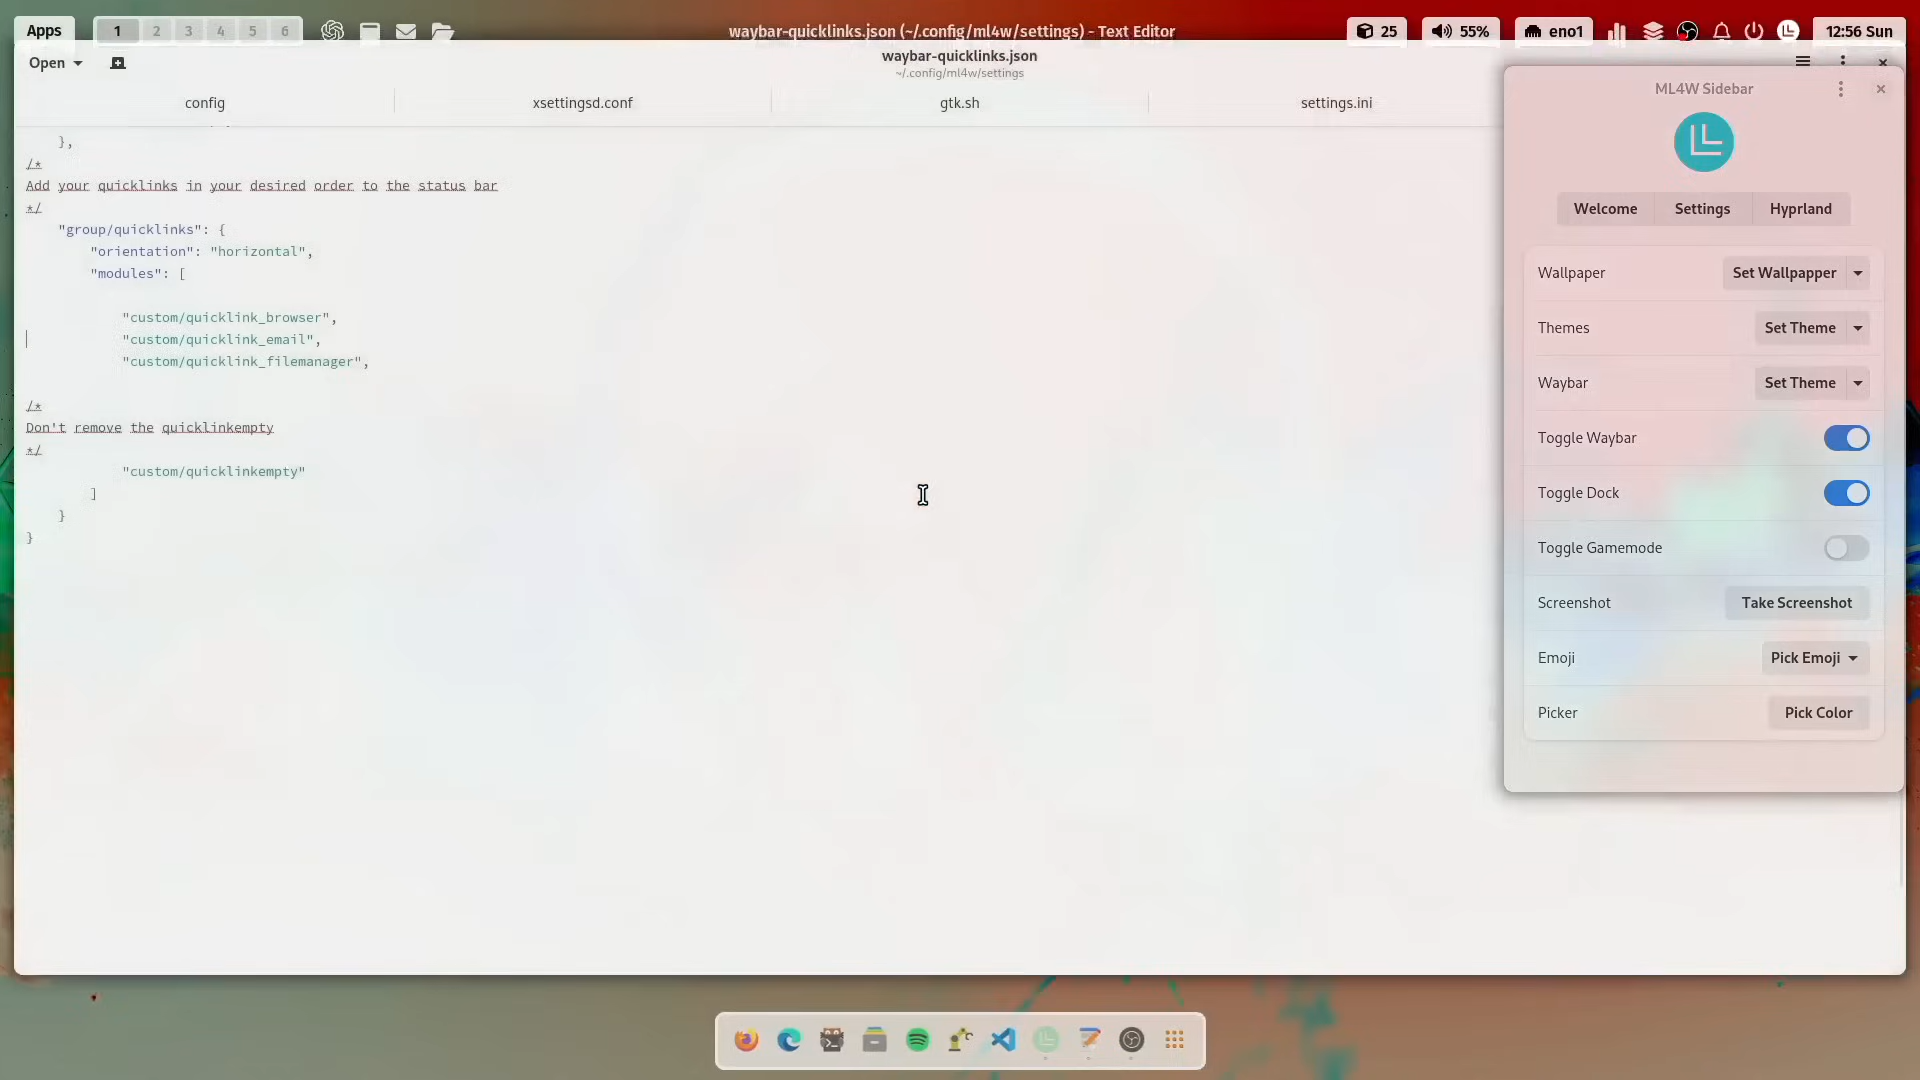 Apps
1 2 3 4 5 6
waybar-quicklinks.json (~/.config/ml4w/settings) - Text Editor
25
55%
eno1
12:56 Sun
Open
waybar-quicklinks.json
~/.config/ml4w/settings
config
xsettingsd.conf
gtk.sh
settings.ini
},
/*
Add your quicklinks in your desired order to the status bar
*/
"group/quicklinks": {
"orientation": "horizontal",
"modules": [
"custom/quicklink_browser",
"custom/quicklink_email",
"custom/quicklink_filemanager",
/*
Don't remove the quicklinkempty
*/
"custom/quicklinkempty"
]
}
}
ML4W Sidebar
Welcome
Settings
Hyprland
Wallpaper
Set Wallpapper
Themes
Set Theme
Waybar
Set Theme
Toggle Waybar
Toggle Dock
Toggle Gamemode
Screenshot
Take Screenshot
Emoji
Pick Emoji
Picker
Pick Color